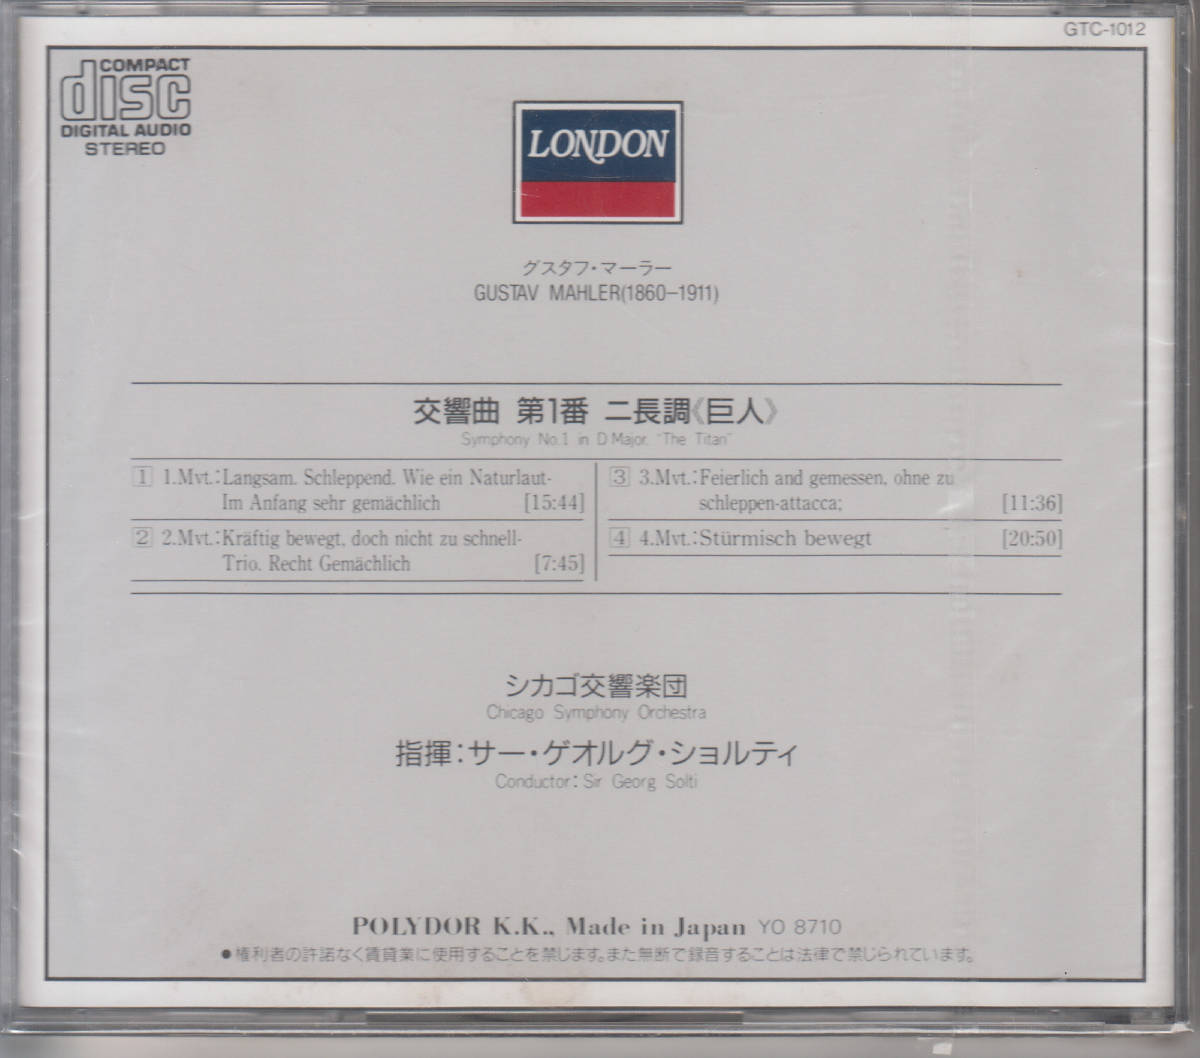 GTC-1012
COMPACT
disc
DIGITAL AUDIO
STEREO
LONDON
グスタフ・マーラー
GUSTAV MAHLER(1860–1911)
交響曲 第1番 ニ長調《巨人》
Symphony No.1 in D Major. "The Titan"
1 1.Mvt.:Langsam. Schleppend. Wie ein Naturlaut-
Im Anfang sehr gemächlich [15:44]
2 2.Mvt.:Kräftig bewegt, doch nicht zu schnell-
Trio. Recht Gemächlich [7:45]
3 3.Mvt.:Feierlich and gemessen, ohne zu
schleppen-attacca; [11:36]
4 4.Mvt.:Stürmisch bewegt [20:50]
シカゴ交響楽団
Chicago Symphony Orchestra
指揮:サー・ゲオルグ・ショルティ
Conductor: Sir Georg Solti
POLYDOR K.K., Made in Japan YO 8710
●権利者の許諾なく賃貸業に使用することを禁じます。また無断で録音することは法律で禁じられています。